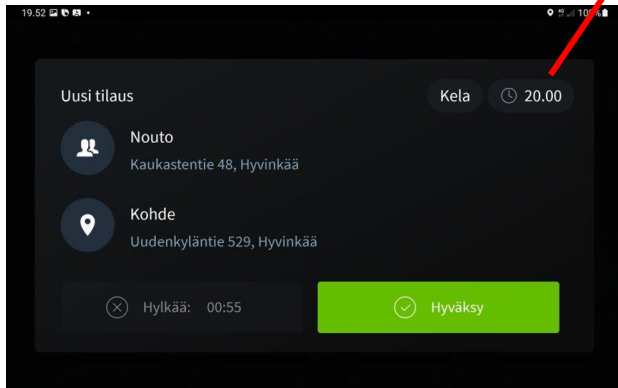 19.52
Uusi tilaus
Kela
20.00
Nouto
Kaukastentie 48, Hyvinkää
Kohde
Uudenkyläntie 529, Hyvinkää
Hylkää: 00:55
Hyväksy